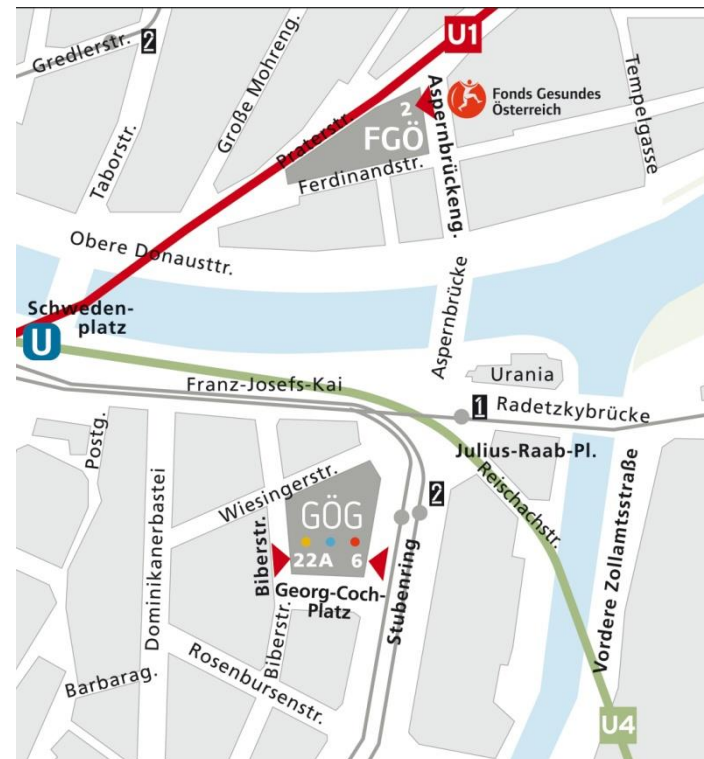 Gredlerstr.
2
Taborstr.
Große Mohreng.
U1
Praterstr.
2
FGÖ
Aspernbrückeng.
Fonds Gesundes
Österreich
Tempelgasse
Ferdinandstr.
Obere Donausttr.
Schweden-
platz
U
Aspernbrücke
Franz-Josefs-Kai
Urania
1
Radetzkybrücke
Julius-Raab-Pl.
Postg.
Dominikanerbastei
Wiesingerstr.
Biberstr.
GÖG
22A 6
2
Reischachstr.
Stubenring
Georg-Coch-
Platz
Biberstr.
Vordere Zollamtsstraße
Rosenbursenstr.
Barbarag.
U4